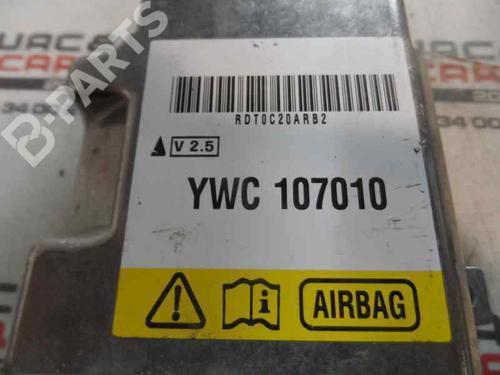 B-PARTS
RDT0C20ARB2
V 2.5
YWC 107010
AIRBAG